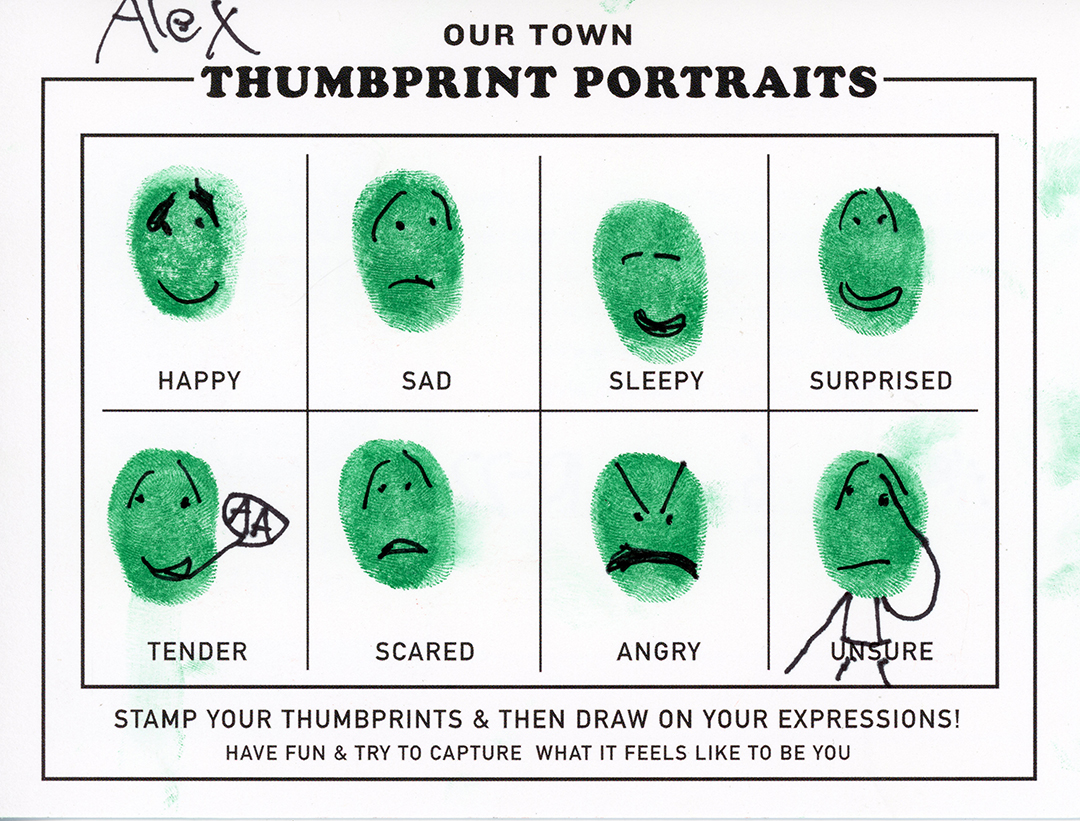 Alex
OUR TOWN
THUMBPRINT PORTRAITS
HAPPY SAD SLEEPY SURPRISED
AA
TENDER SCARED ANGRY UNSURE
STAMP YOUR THUMBPRINTS & THEN DRAW ON YOUR EXPRESSIONS!
HAVE FUN & TRY TO CAPTURE WHAT IT FEELS LIKE TO BE YOU